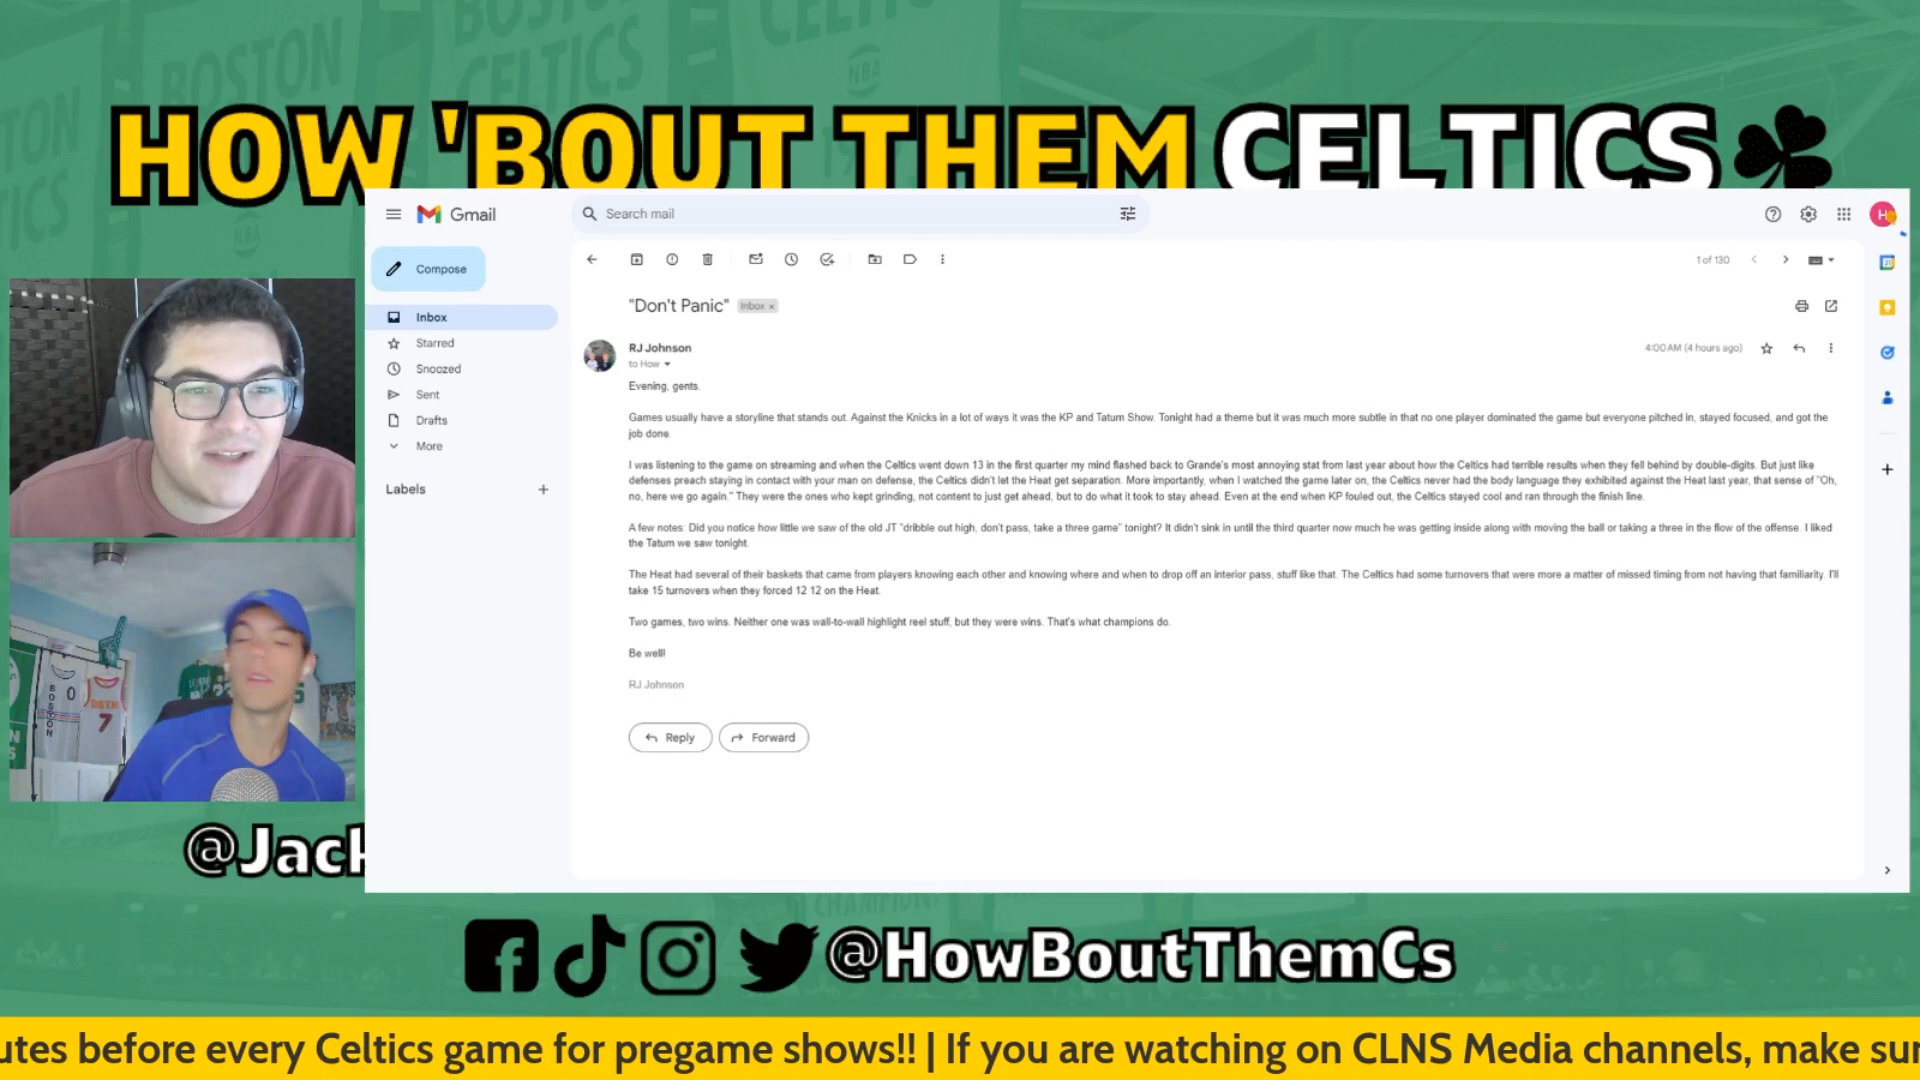 HOW 'BOUT THEM CELTICS
Gmail
Search mail
Compose
1 of 130
Inbox
Starred
Snoozed
Sent
Drafts
More
Labels
"Don't Panic"
Inbox x
RJ Johnson
4:00 AM (4 hours ago)
to How
Evening, gents.
Games usually have a storyline that stands out. Against the Knicks in a lot of ways it was the KP and Tatum Show. Tonight had a theme but it was much more subtle in that no one player dominated the game but everyone pitched in, stayed focused, and got the
job done.
I was listening to the game on streaming and when the Celtics went down 13 in the first quarter my mind flashed back to Grande's most annoying stat from last year about how the Celtics had terrible results when they fell behind by double-digits. But just like
defenses preach staying in contact with your man on defense, the Celtics didn't let the Heat get separation. More importantly, when I watched the game later on, the Celtics never had the body language they exhibited against the Heat last year, that sense of "Oh,
no, here we go again." They were the ones who kept grinding, not content to just get ahead, but to do what it took to stay ahead. Even at the end when KP fouled out, the Celtics stayed cool and ran through the finish line.
A few notes: Did you notice how little we saw of the old JT "dribble out high, don't pass, take a three game" tonight? It didn't sink in until the third quarter now much he was getting inside along with moving the ball or taking a three in the flow of the offense. I liked
the Tatum we saw tonight.
The Heat had several of their baskets that came from players knowing each other and knowing where and when to drop off an interior pass, stuff like that. The Celtics had some turnovers that were more a matter of missed timing from not having that familiarity. I'll
take 15 turnovers when they forced 12 12 on the Heat.
Two games, two wins. Neither one was wall-to-wall highlight reel stuff, but they were wins. That's what champions do.
Be well!
RJ Johnson
Reply
Forward
BOSTON
0
7
@Jack
@HowBoutThemCs
utes before every Celtics game for pregame shows!! | If you are watching on CLNS Media channels, make sur